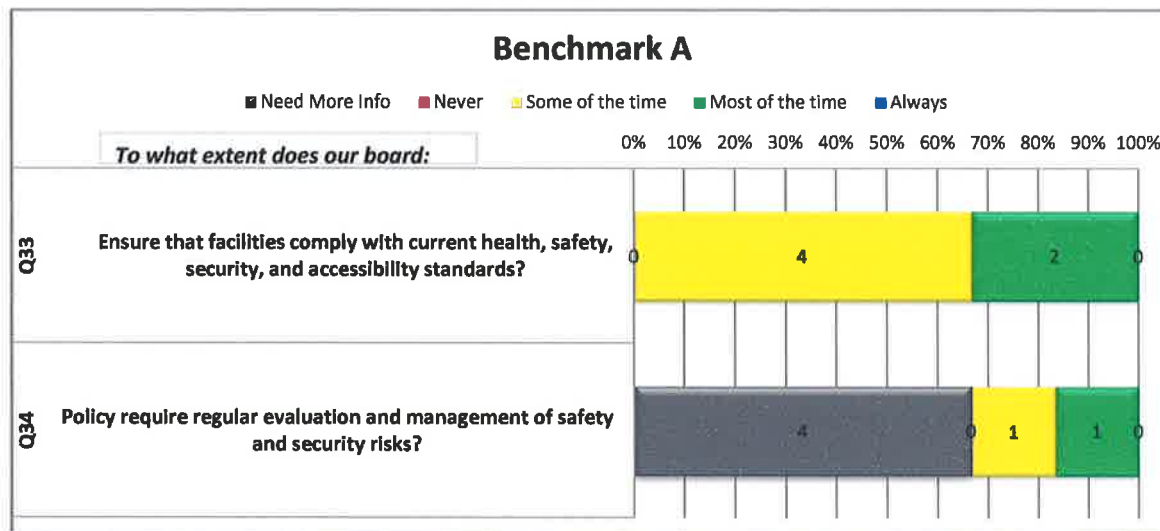 Benchmark A
Need More Info Never Some of the time Most of the time Always
To what extent does our board:
0% 10% 20% 30% 40% 50% 60% 70% 80% 90% 100%
Q33
Ensure that facilities comply with current health, safety,
security, and accessibility standards?
0 4 2 0
Q34
Policy require regular evaluation and management of safety
and security risks?
4 0 1 1 0